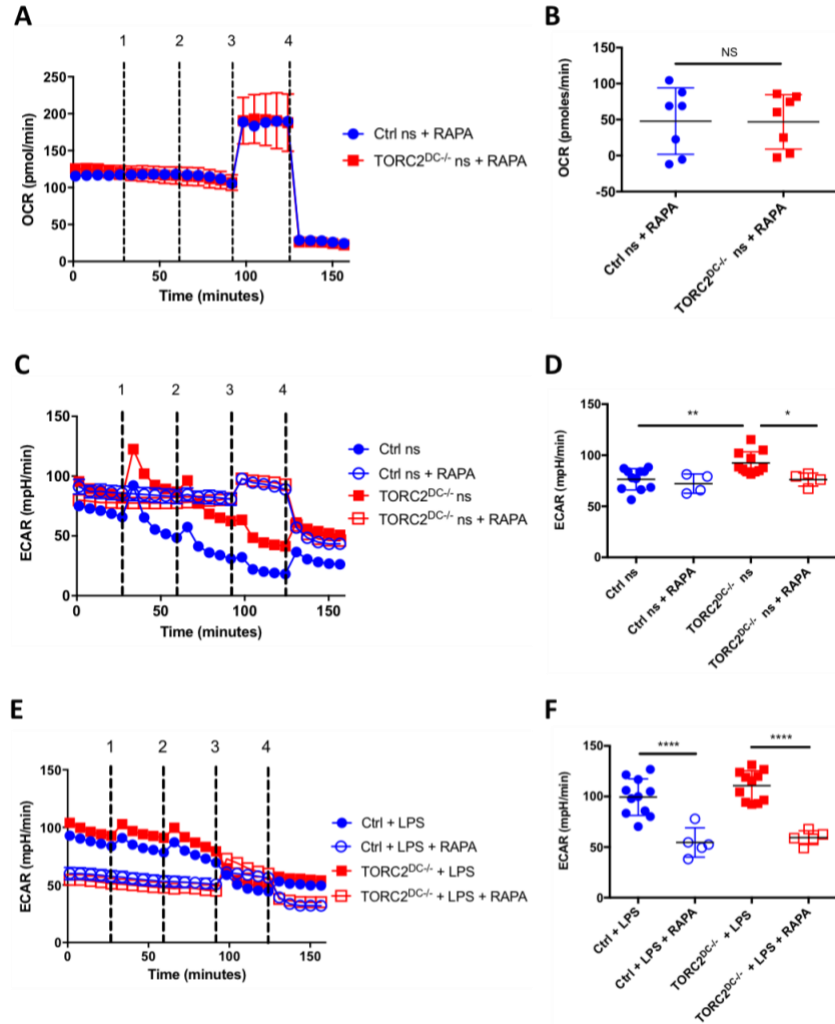 A
1 2 3 4
250
200
150
100
50
0
OCR (pmol/min)
0 50 100 150
Time (minutes)
Ctrl ns + RAPA
TORC2DC-/- ns + RAPA
B
NS
150
100
50
0
-50
OCR (pmoles/min)
Ctrl ns + RAPA
TORC2DC-/- ns + RAPA
C
1 2 3 4
150
100
50
0
ECAR (mpH/min)
0 50 100 150
Time (minutes)
Ctrl ns
Ctrl ns + RAPA
TORC2DC-/- ns
TORC2DC-/- ns + RAPA
D
** *
150
100
50
0
ECAR (mpH/min)
Ctrl ns
Ctrl ns + RAPA
TORC2DC-/- ns
TORC2DC-/- ns + RAPA
E
1 2 3 4
150
100
50
0
ECAR (mpH/min)
0 50 100 150
Time (minutes)
Ctrl + LPS
Ctrl + LPS + RAPA
TORC2DC-/- + LPS
TORC2DC-/- + LPS + RAPA
F
**** ****
150
100
50
0
ECAR (mpH/min)
Ctrl + LPS
Ctrl + LPS + RAPA
TORC2DC-/- + LPS
TORC2DC-/- + LPS + RAPA